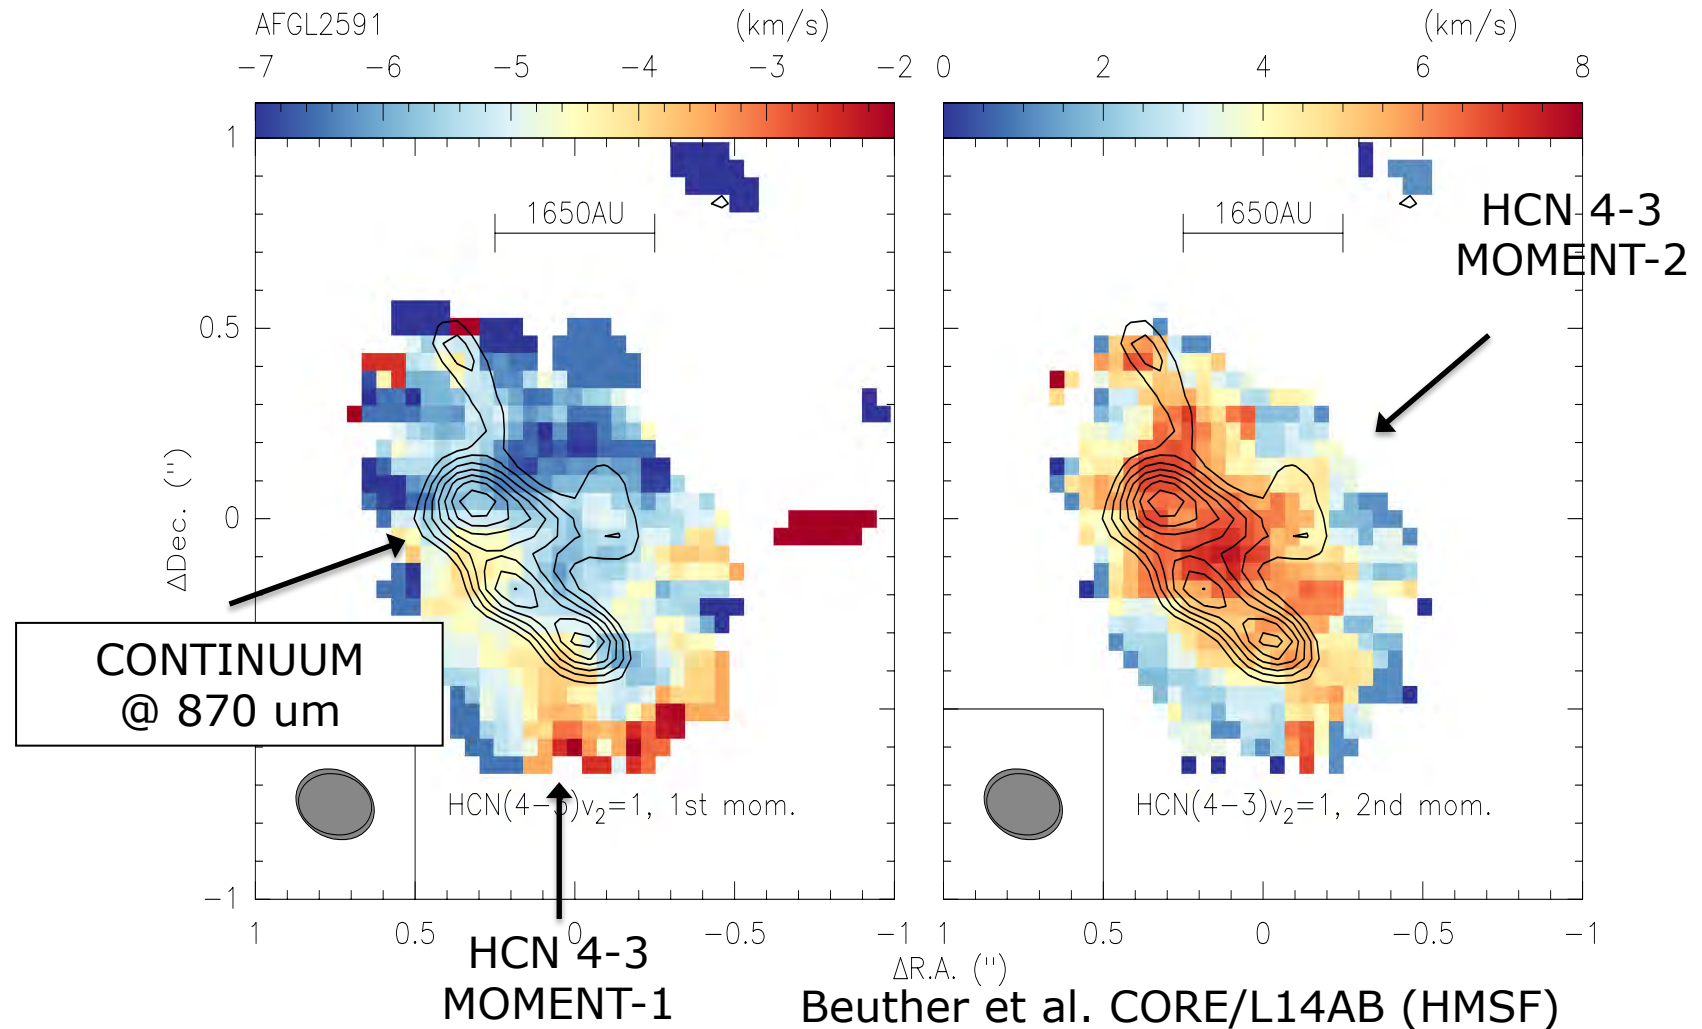 AFGL2591
(km/s)
(km/s)
-7 -6 -5 -4 -3 -2
0 2 4 6 8
1
0.5
0
-1
ΔDec. (")
1650AU
1650AU
HCN 4-3
MOMENT-2
CONTINUUM
@ 870 um
HCN(4-3)v₂=1, 1st mom.
HCN(4-3)v₂=1, 2nd mom.
1 0.5 0 -0.5 -1
0.5 0 -0.5 -1
HCN 4-3
MOMENT-1
ΔR.A. (")
Beuther et al. CORE/L14AB (HMSF)